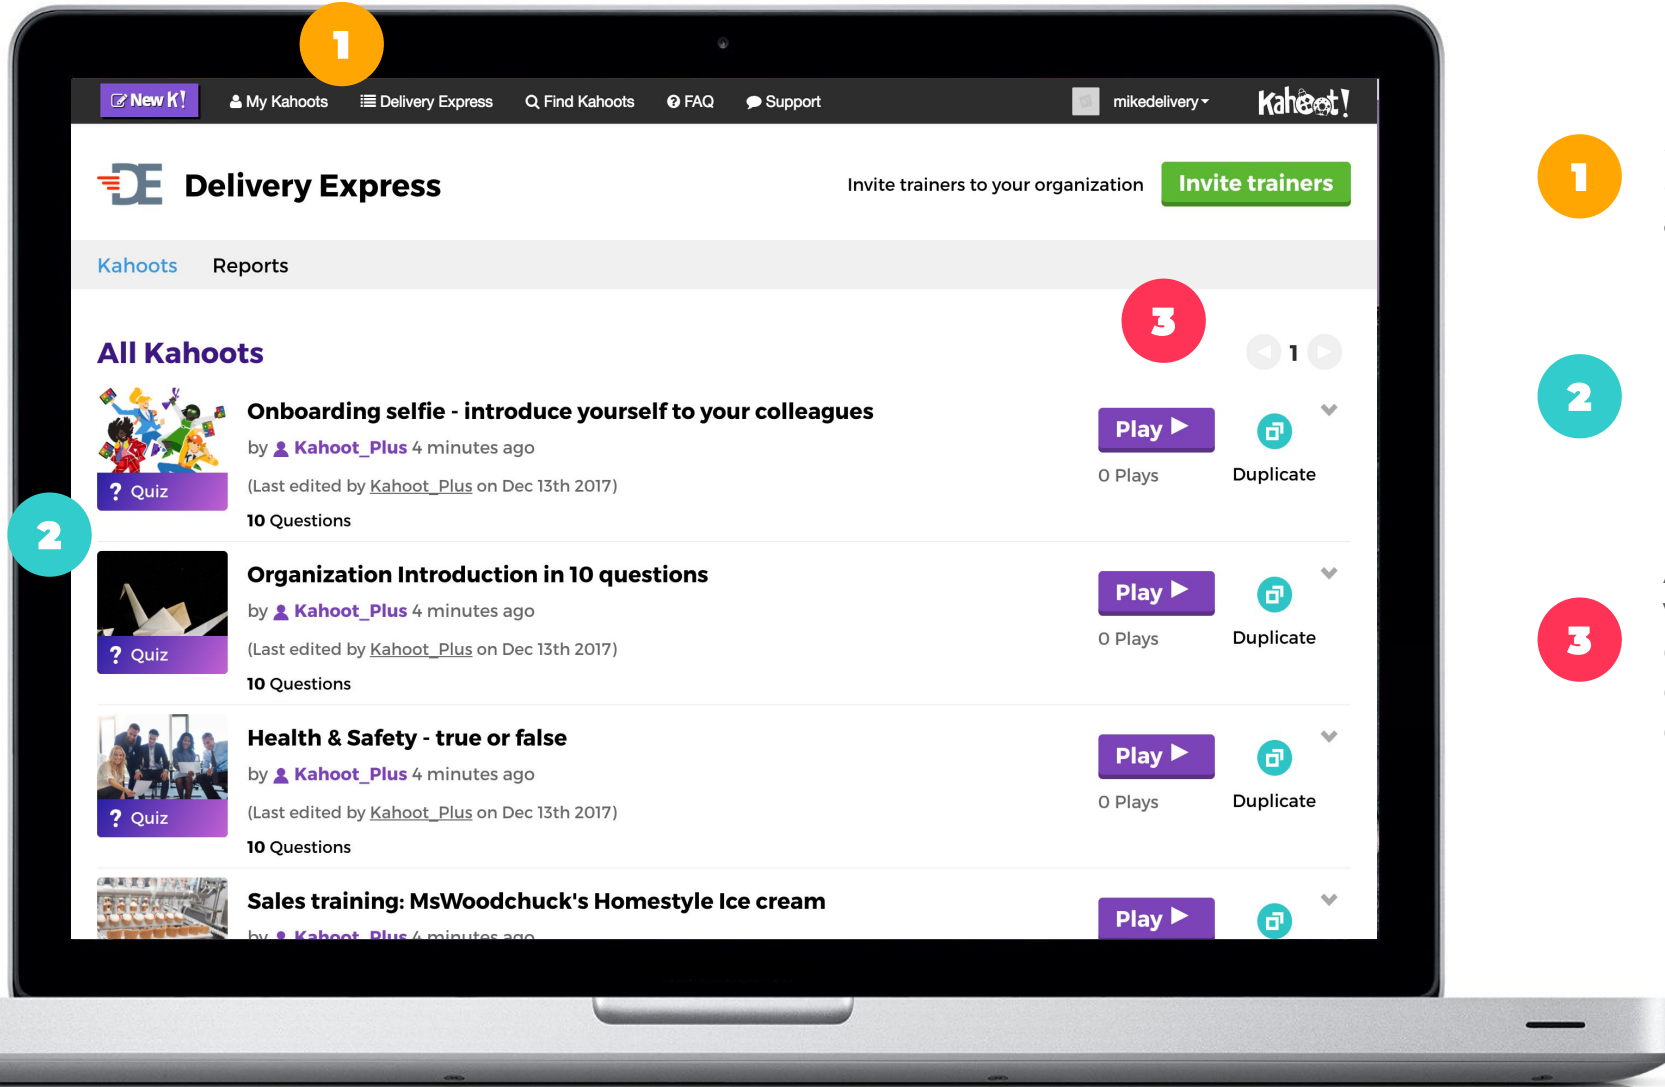 1
New K!
My Kahoots
Delivery Express
Find Kahoots
FAQ
Support
mikedelivery
Kahoot!
DE
Delivery Express
Invite trainers to your organization
Invite trainers
Kahoots
Reports
3
All Kahoots
1
Onboarding selfie - introduce yourself to your colleagues
by Kahoot_Plus 4 minutes ago
(Last edited by Kahoot_Plus on Dec 13th 2017)
10 Questions
? Quiz
Play
0 Plays
Duplicate
2
Organization Introduction in 10 questions
by Kahoot_Plus 4 minutes ago
(Last edited by Kahoot_Plus on Dec 13th 2017)
10 Questions
? Quiz
Play
0 Plays
Duplicate
Health & Safety - true or false
by Kahoot_Plus 4 minutes ago
(Last edited by Kahoot_Plus on Dec 13th 2017)
10 Questions
? Quiz
Play
0 Plays
Duplicate
Sales training: MsWoodchuck's Homestyle Ice cream
by Kahoot_Plus 4 minutes ago
Play
1
2
3